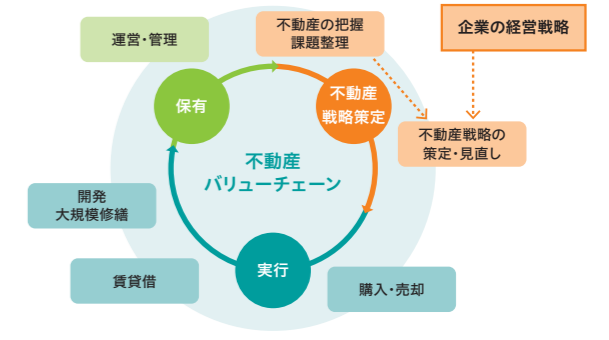 企業の経営戦略
不動産の把握
課題整理
運営・管理
保有
不動産
戦略策定
不動産戦略の
策定・見直し
不動産
バリューチェーン
開発
大規模修繕
実行
賃貸借
購入・売却